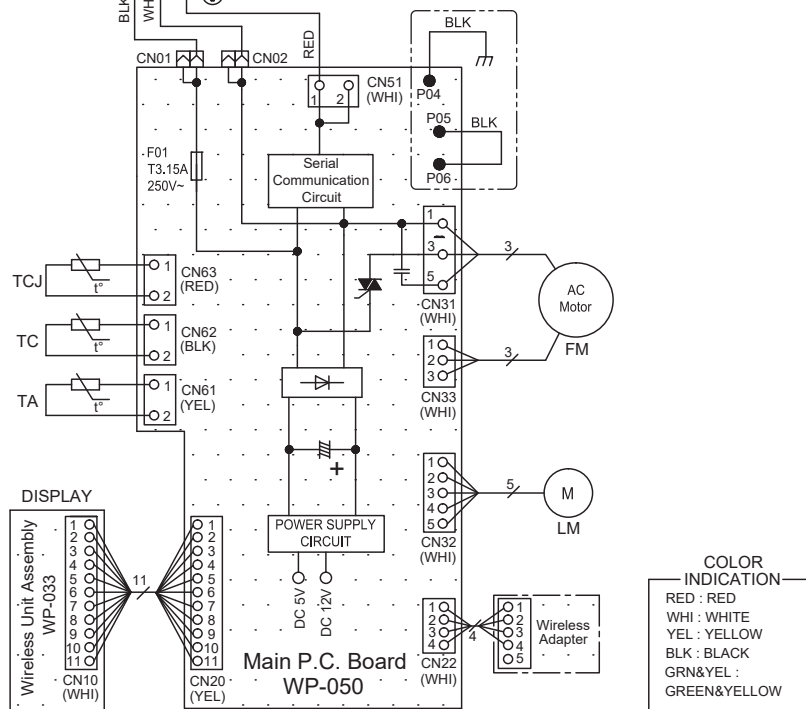 BLK
WH
BLK
CN01
CN02
RED
CN51
(WHI)
1 2
P04
P05
BLK
P06
F01
T3.15A
250V~
Serial
Communication
Circuit
1
3
5
CN31
(WHI)
3
AC
Motor
FM
TCJ
t°
1
2
CN63
(RED)
TC
t°
1
2
CN62
(BLK)
TA
t°
1
2
CN61
(YEL)
1
2
3
CN33
(WHI)
3
+
1
2
3
4
5
CN32
(WHI)
5
M
LM
DISPLAY
Wireless Unit Assembly
WP-033
1
2
3
4
5
6
7
8
9
10
11
CN10
(WHI)
11
1
2
3
4
5
6
7
8
9
10
11
CN20
(YEL)
POWER SUPPLY
CIRCUIT
DC 5V
DC 12V
Main P.C. Board
WP-050
1
2
3
4
CN22
(WHI)
4
1
2
3
4
5
Wireless
Adapter
COLOR
INDICATION
RED : RED
WHI : WHITE
YEL : YELLOW
BLK : BLACK
GRN&YEL :
GREEN&YELLOW